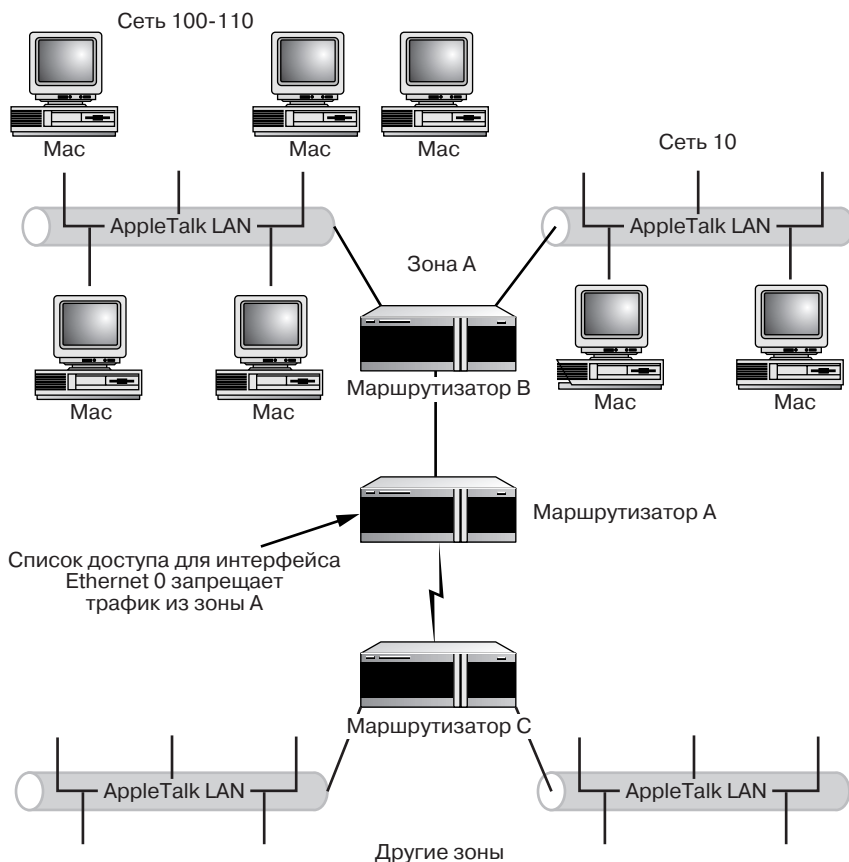 Сеть 100-110
Mac
Mac
Mac
Сеть 10
AppleTalk LAN
AppleTalk LAN
Зона А
Mac
Mac
Маршрутизатор В
Mac
Mac
Маршрутизатор А
Список доступа для интерфейса
Ethernet 0 запрещает
трафик из зоны А
Маршрутизатор С
AppleTalk LAN
AppleTalk LAN
Другие зоны